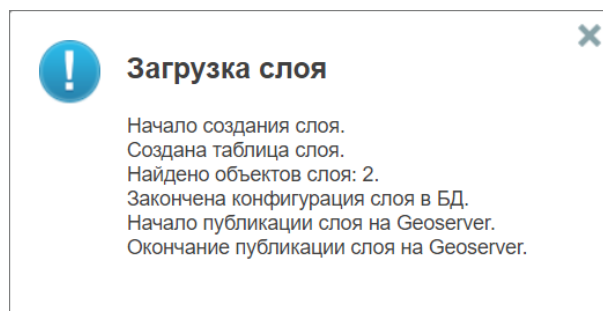 Загрузка слоя
Начало создания слоя.
Создана таблица слоя.
Найдено объектов слоя: 2.
Закончена конфигурация слоя в БД.
Начало публикации слоя на Geoserver.
Окончание публикации слоя на Geoserver.